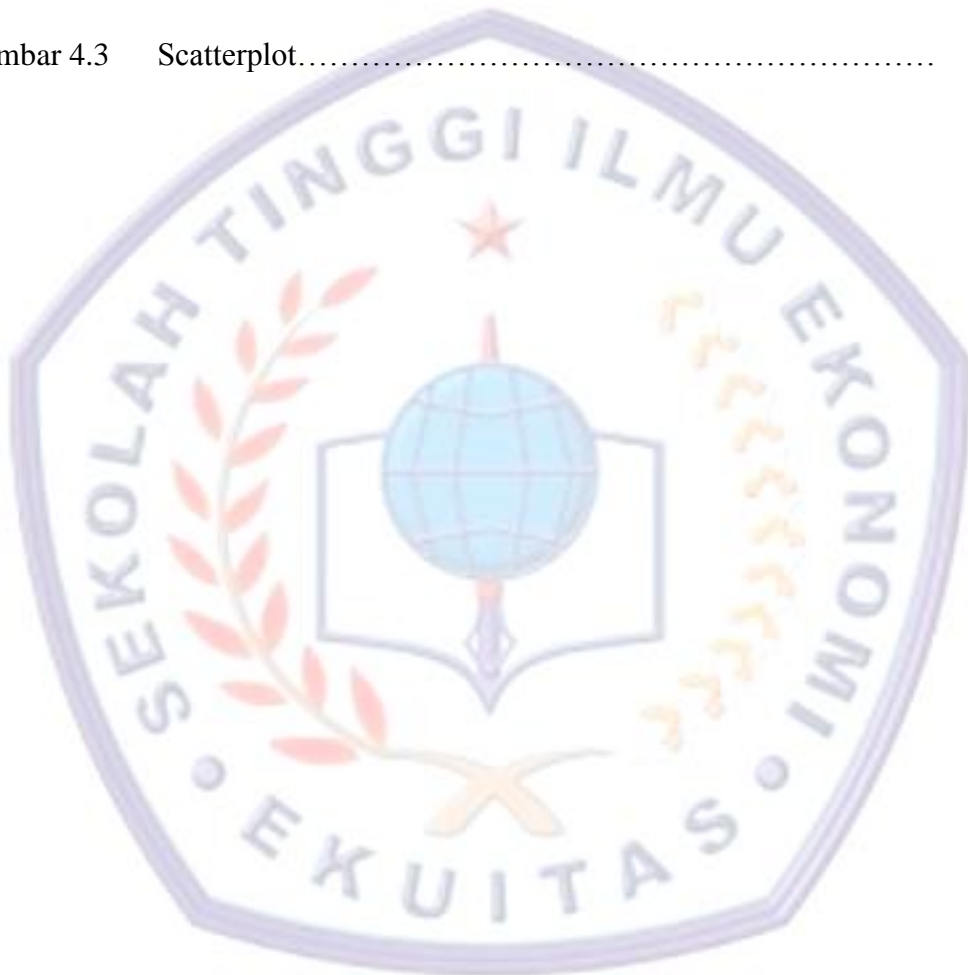 mbar 4.3 Scatterplot…………………………………………………
SEKOLAH TINGGI ILMU EKONOMI
• EKUITAS •